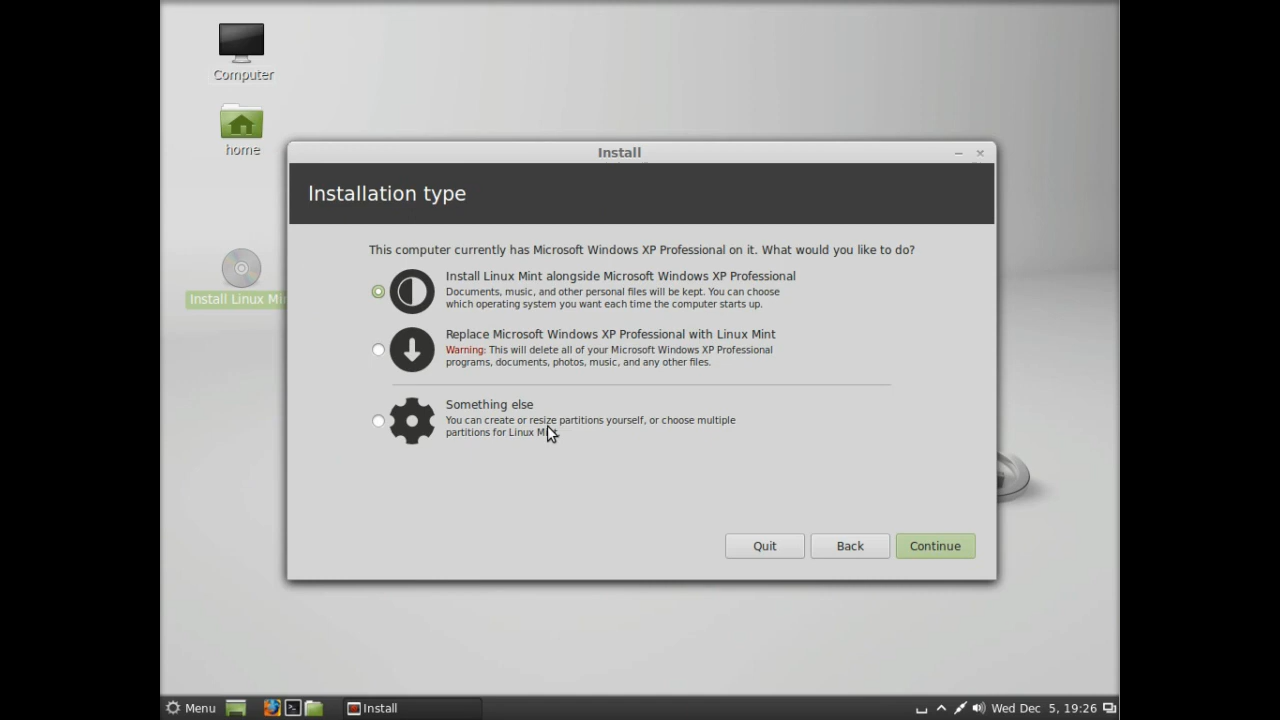 Computer
home
Install Linux Mi
Install
Installation type
This computer currently has Microsoft Windows XP Professional on it. What would you like to do?
Install Linux Mint alongside Microsoft Windows XP Professional
Documents, music, and other personal files will be kept. You can choose
which operating system you want each time the computer starts up.
Replace Microsoft Windows XP Professional with Linux Mint
Warning: This will delete all of your Microsoft Windows XP Professional
programs, documents, photos, music, and any other files.
Something else
You can create or resize partitions yourself, or choose multiple
partitions for Linux Mint.
Quit
Back
Continue
Menu
Install
Wed Dec 5, 19:26